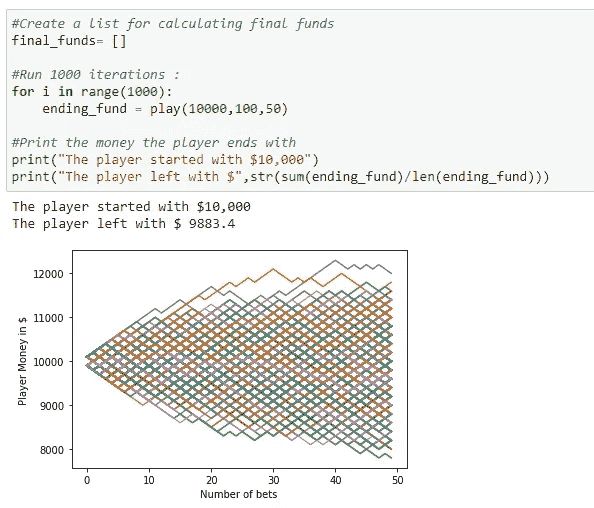 #Create a list for calculating final funds
final_funds= []
#Run 1000 iterations :
for i in range(1000):
    ending_fund = play(10000,100,50)
#Print the money the player ends with
print("The player started with $10,000")
print("The player left with $",str(sum(ending_fund)/len(ending_fund)))
The player started with $10,000
The player left with $ 9883.4
12000
11000
10000
9000
8000
Player Money in $
0 10 20 30 40 50
Number of bets